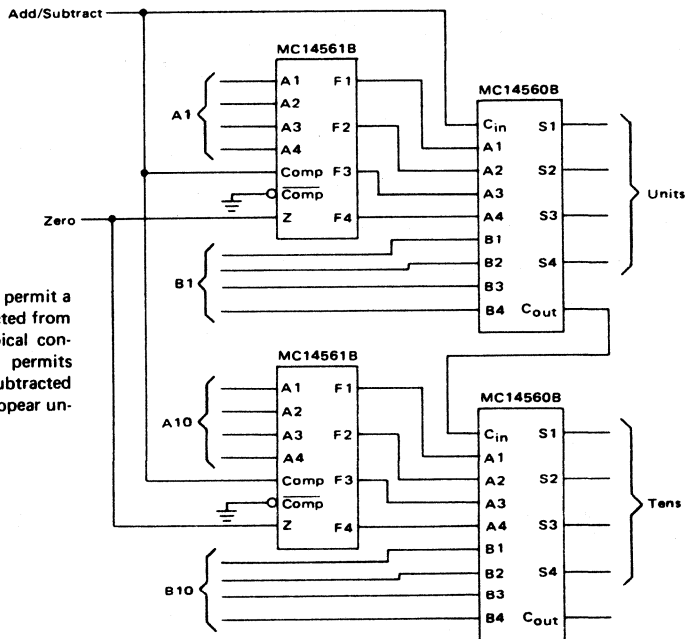 Add/Subtract
MC14561B
A1 F1
A2
A3 F2
A4
Comp F3
Comp
Z F4
A1
Zero
B1
MC14560B
Cin S1
A1
A2 S2
A3
A4 S3
B1
B2 S4
B3
B4 Cout
Units
permit a
cted from
pical con-
permits
ubtracted
ppear un-
MC14561B
A1 F1
A2
A3 F2
A4
Comp F3
Comp
Z F4
A10
B10
MC14560B
Cin S1
A1
A2 S2
A3
A4 S3
B1
B2 S4
B3
B4 Cout
Tens